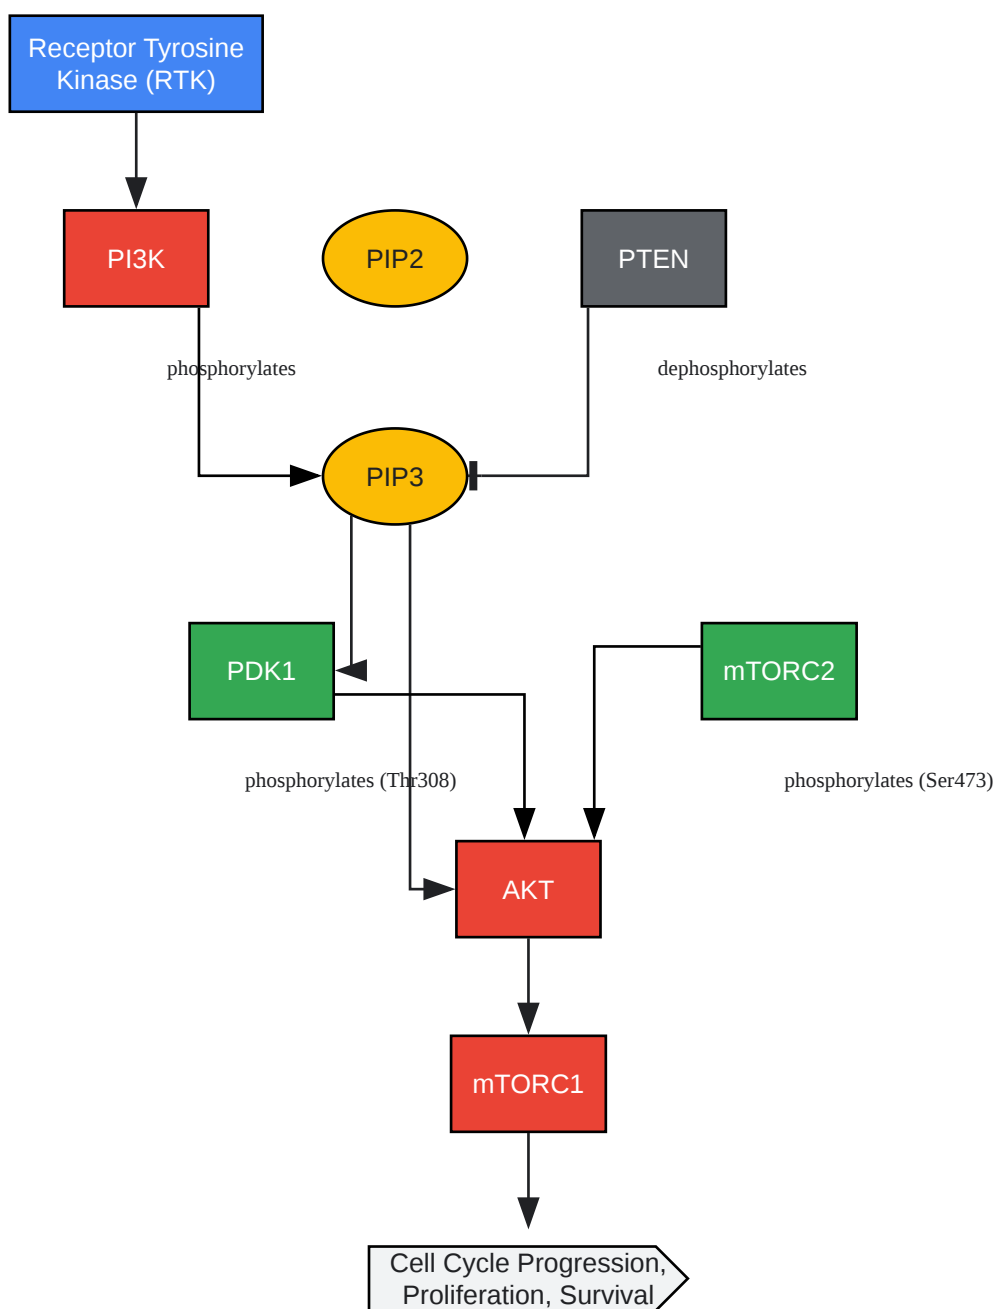 Receptor Tyrosine
Kinase (RTK)
PI3K
PIP2
PTEN
phosphorylates
dephosphorylates
PIP3
PDK1
mTORC2
phosphorylates (Thr308)
phosphorylates (Ser473)
AKT
mTORC1
Cell Cycle Progression,
Proliferation, Survival